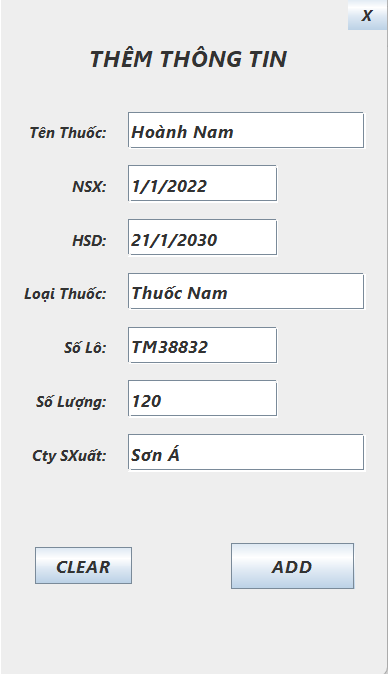 X
THÊM THÔNG TIN
Tên Thuốc: Hoành Nam
NSX: 1/1/2022
HSD: 21/1/2030
Loại Thuốc: Thuốc Nam
Số Lô: TM38832
Số Lượng: 120
Cty SXuất: Sơn Á
CLEAR ADD